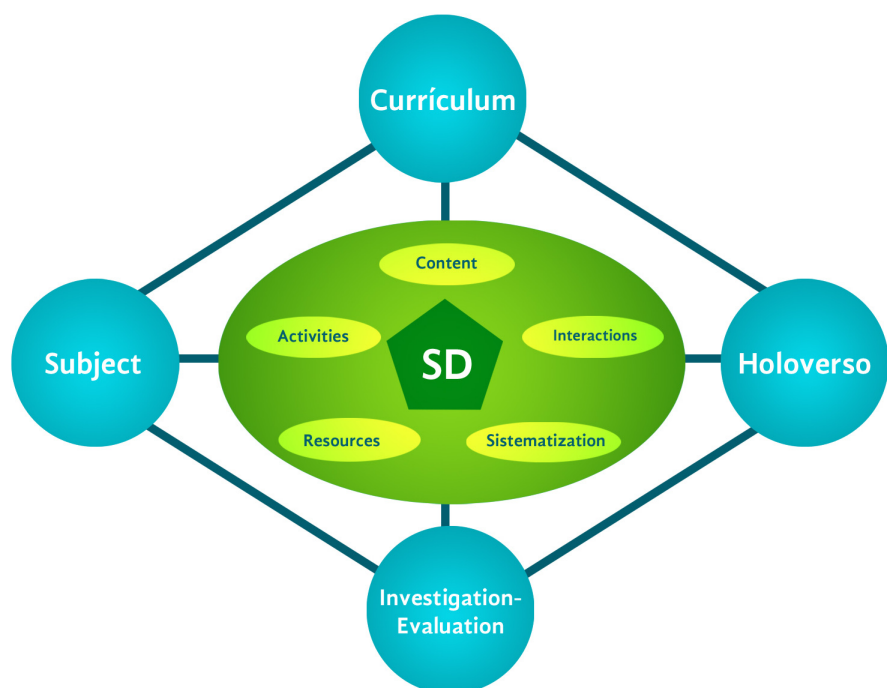 Currículum
Content
Activities
Interactions
SD
Subject
Holoverso
Resources
Sistematization
Investigation-
Evaluation